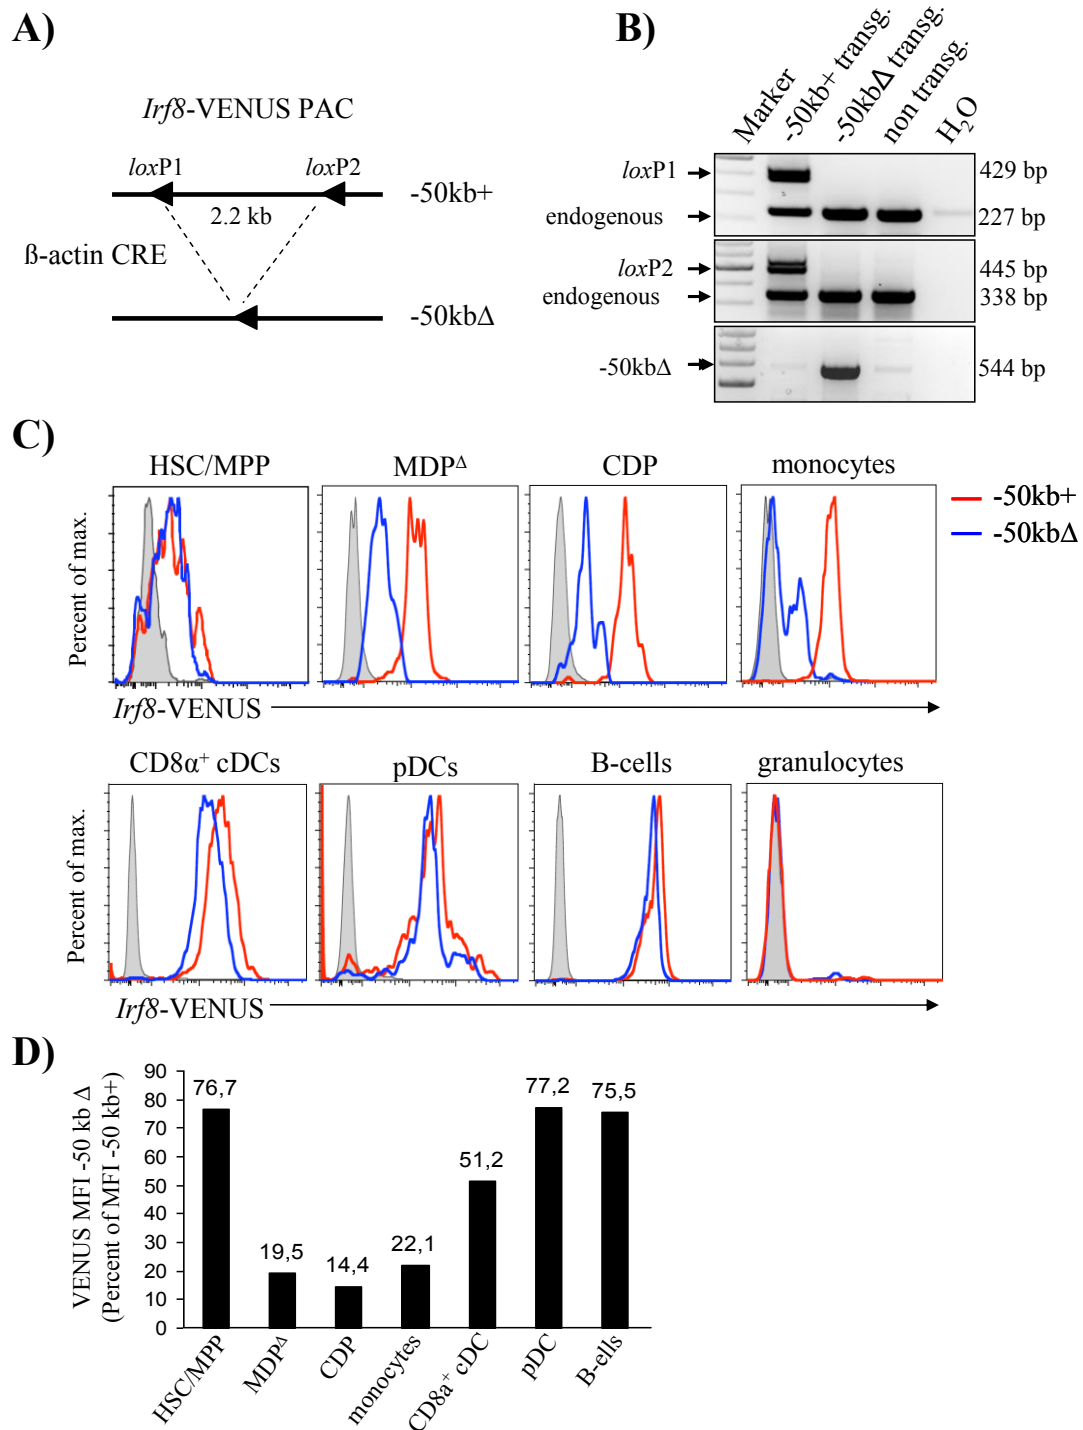 A)
Irf8-VENUS PAC
loxP1
loxP2
-50kb+
2.2 kb
ß-actin CRE
-50kbΔ
B)
Marker
-50kb+ transg.
-50kbΔ transg.
non transg.
H₂O
loxP1
429 bp
endogenous
227 bp
loxP2
445 bp
endogenous
338 bp
-50kbΔ
544 bp
C)
HSC/MPP
MDPᐞ
CDP
monocytes
-50kb+
-50kbΔ
Percent of max.
Irf8-VENUS
CD8α⁺ cDCs
pDCs
B-cells
granulocytes
Percent of max.
Irf8-VENUS
D)
VENUS MFI -50 kb Δ
(Percent of MFI -50 kb+)
90
80
70
60
50
40
30
20
10
0
76,7
19,5
14,4
22,1
51,2
77,2
75,5
HSC/MPP
MDPᐞ
CDP
monocytes
CD8a⁺ cDC
pDC
B-ells